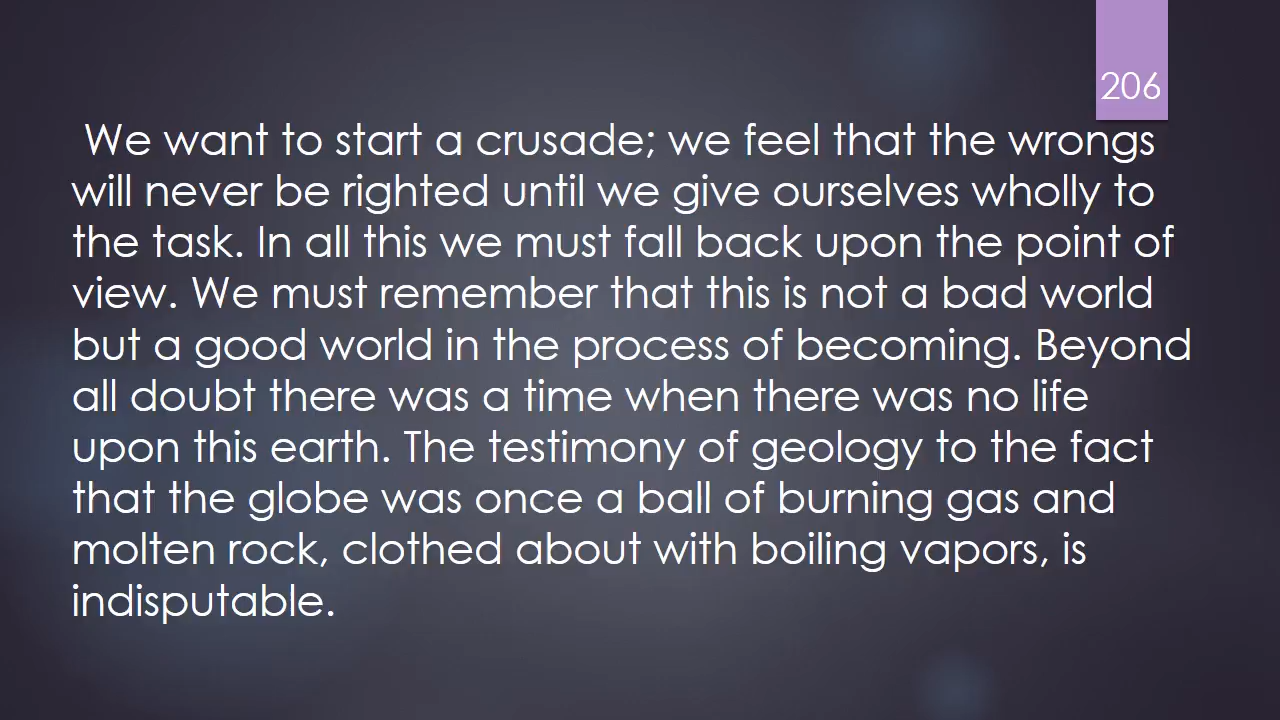 206
We want to start a crusade; we feel that the wrongs
will never be righted until we give ourselves wholly to
the task. In all this we must fall back upon the point of
view. We must remember that this is not a bad world
but a good world in the process of becoming. Beyond
all doubt there was a time when there was no life
upon this earth. The testimony of geology to the fact
that the globe was once a ball of burning gas and
molten rock, clothed about with boiling vapors, is
indisputable.